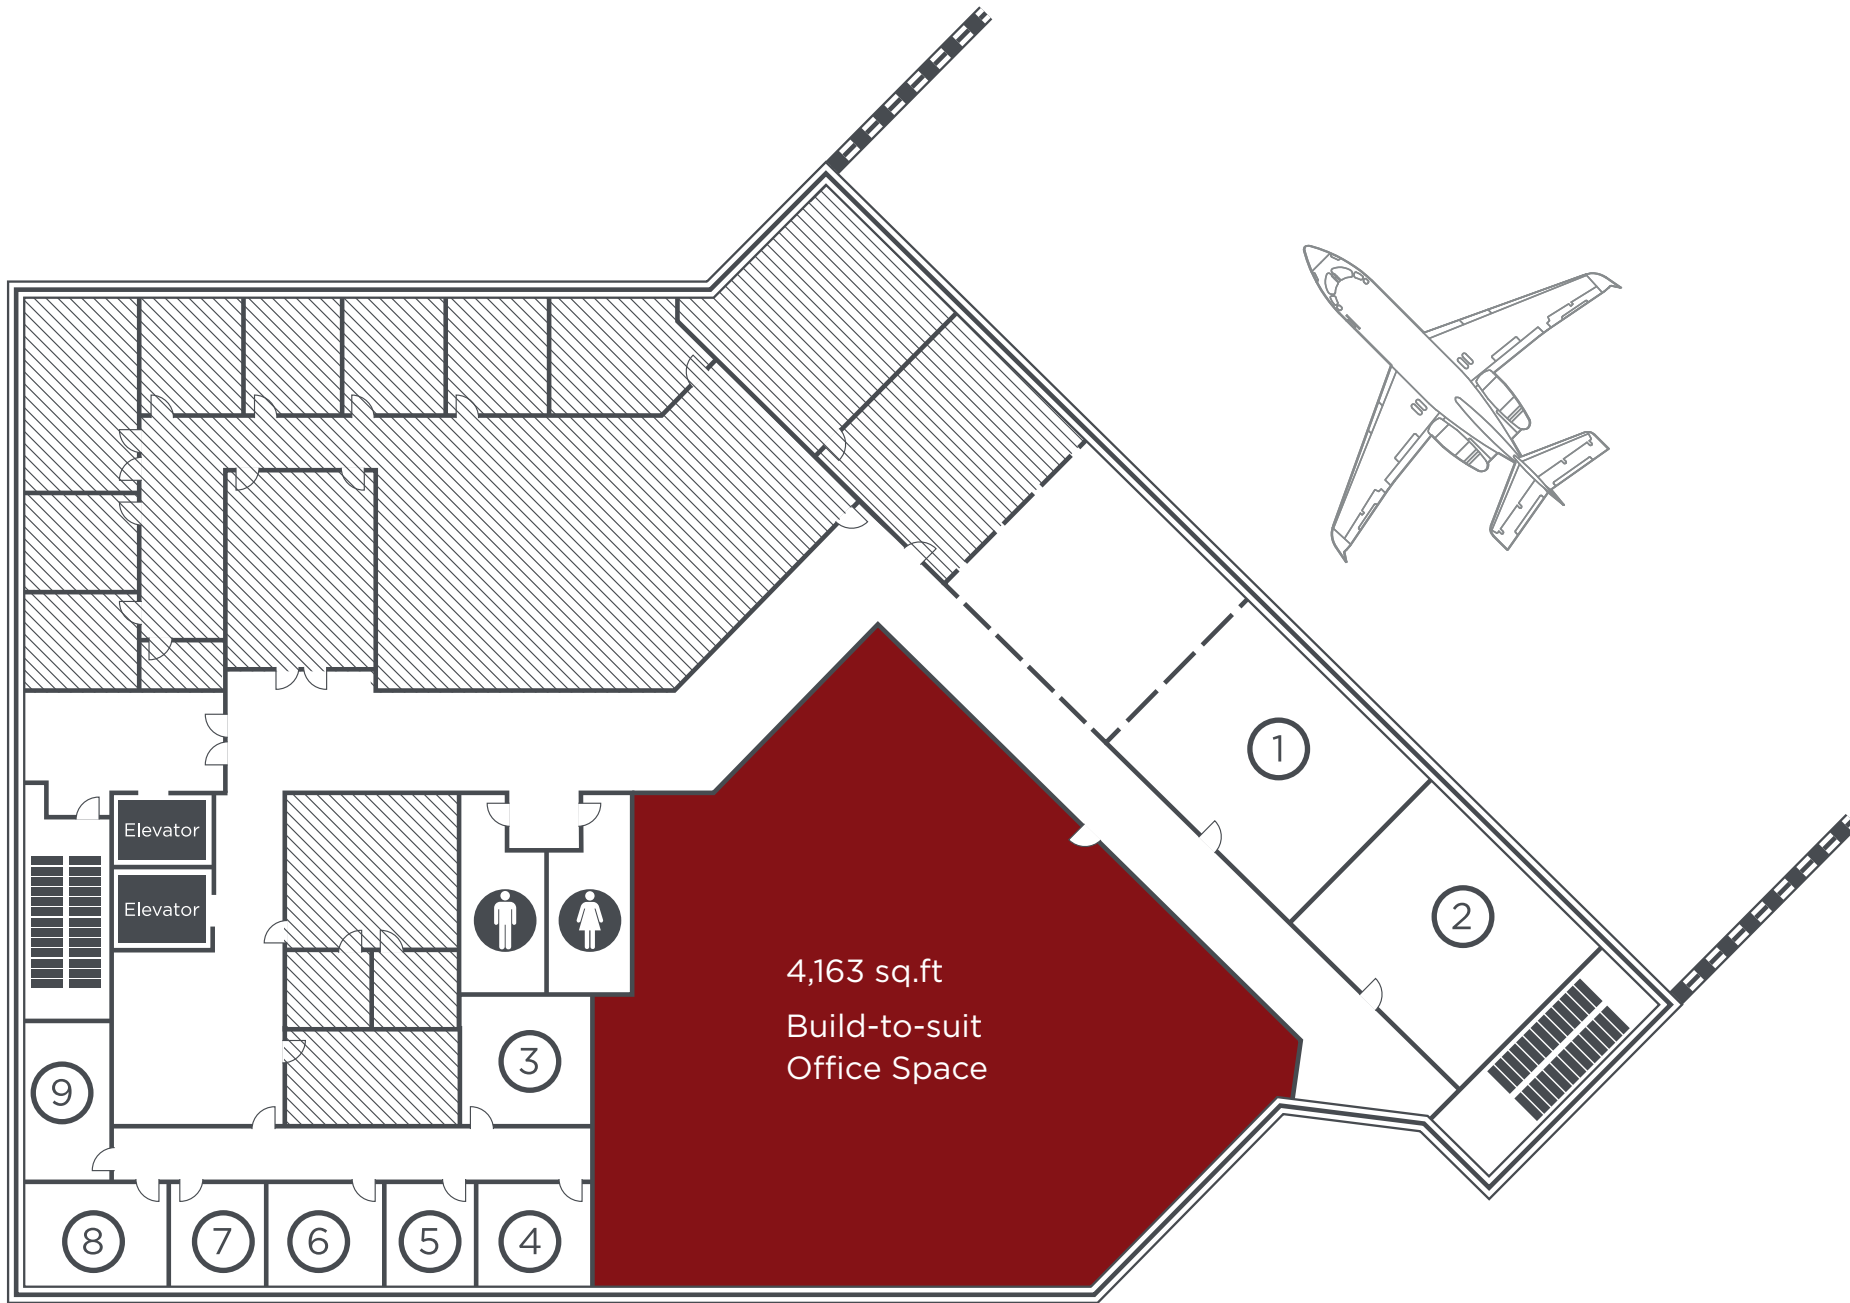 1
2
Elevator
Elevator
4,163 sq.ft
Build-to-suit
Office Space
3
9
8
7
6
5
4